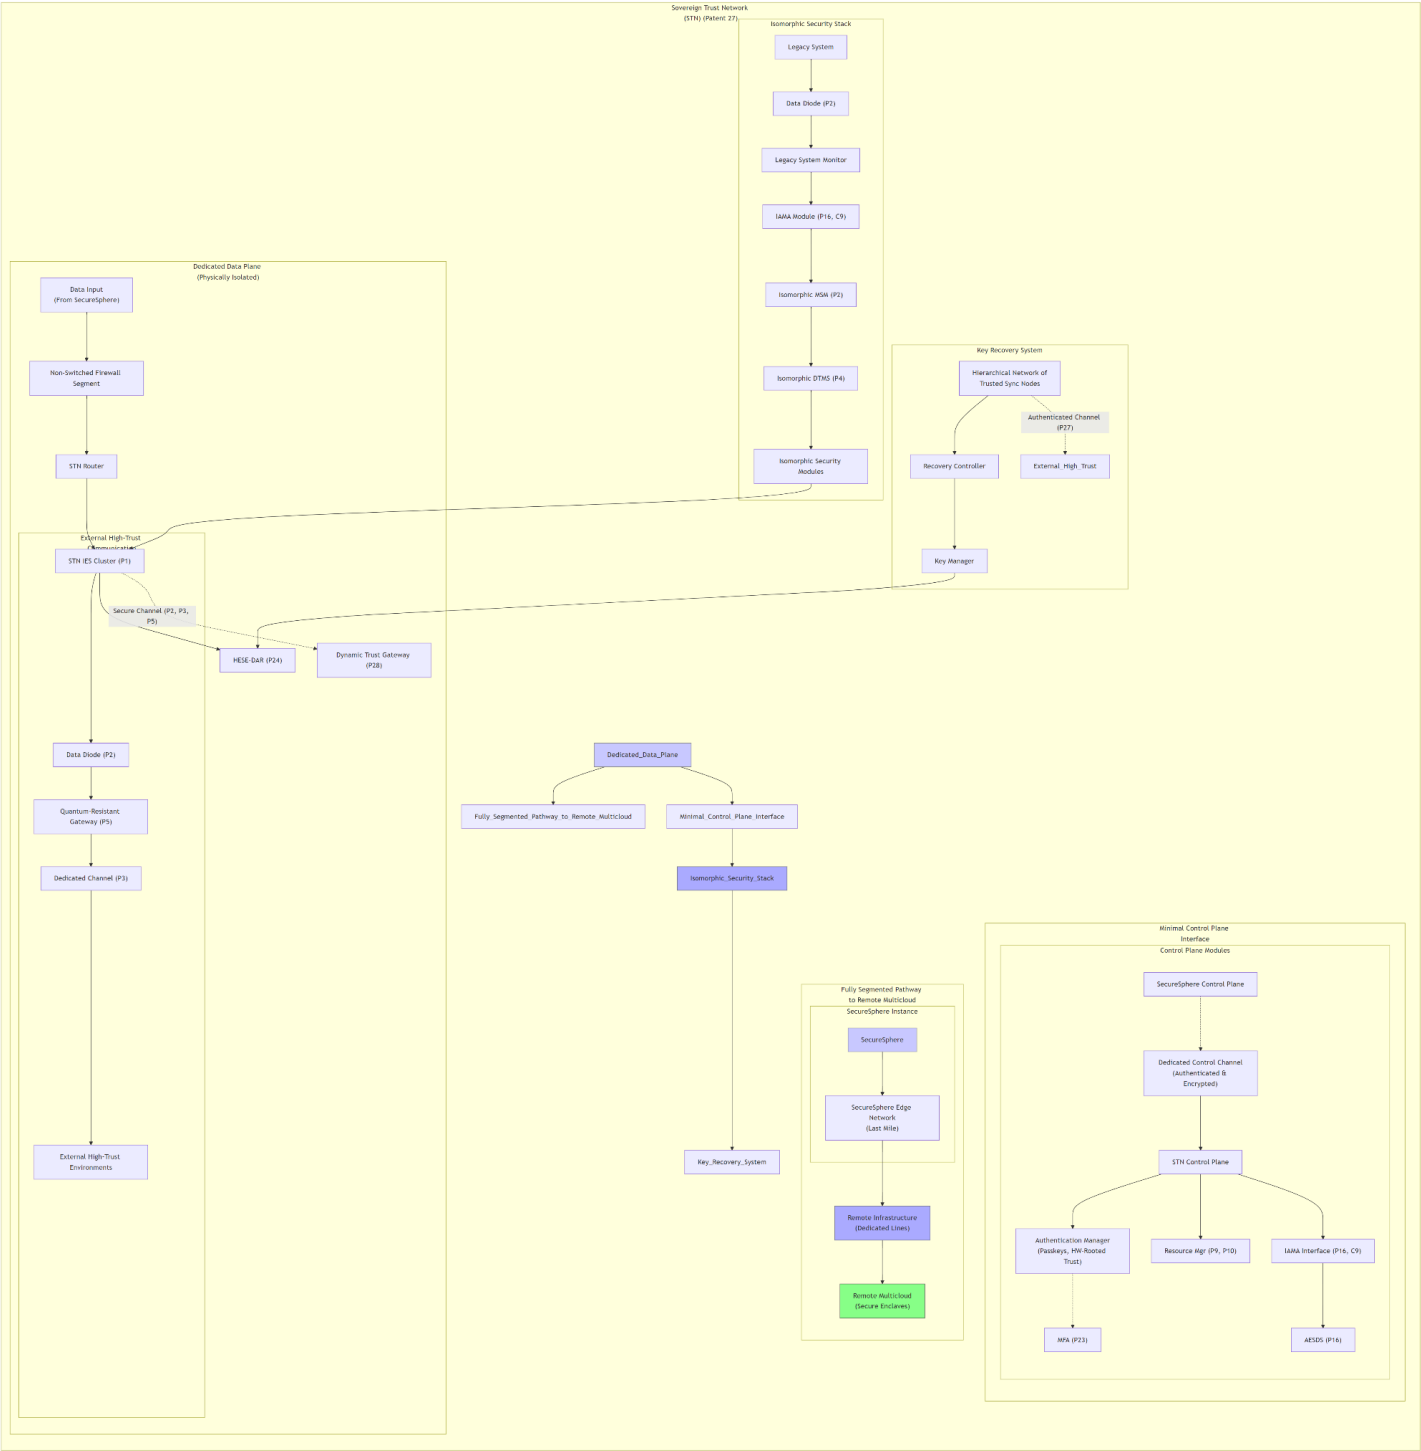 Sovereign Trust Network
(STN) (Patent 27)
Isomorphic Security Stack
Legacy System
Data Diode (P2)
Legacy System Monitor
IAMA Module (P16, C9)
Isomorphic MSM (P2)
Isomorphic DTMS (P4)
Isomorphic Security
Modules
Dedicated Data Plane
(Physically Isolated)
Data Input
(From SecureSphere)
Non-Switched Firewall
Segment
STN Router
External High-Trust
Communication
STN IES Cluster (P1)
Secure Channel (P2, P3,
P5)
HESE-DAR (P24)
Dynamic Trust Gateway
(P28)
Data Diode (P2)
Quantum-Resistant
Gateway (P5)
Dedicated Channel (P3)
External High-Trust
Environments
Key Recovery System
Hierarchical Network of
Trusted Sync Nodes
Authenticated Channel
(P27)
Recovery Controller
External_High_Trust
Key Manager
Dedicated_Data_Plane
Fully_Segmented_Pathway_to_Remote_Multicloud
Minimal_Control_Plane_Interface
Isomorphic_Security_Stack
Key_Recovery_System
Fully Segmented Pathway
to Remote Multicloud
SecureSphere Instance
SecureSphere
SecureSphere Edge
Network
(Last Mile)
Remote Infrastructure
(Dedicated Lines)
Remote Multicloud
(Secure Enclaves)
Minimal Control Plane
Interface
Control Plane Modules
SecureSphere Control Plane
Dedicated Control Channel
(Authenticated &
Encrypted)
STN Control Plane
Authentication Manager
(Passkeys, HW-Rooted
Trust)
Resource Mgr (P9, P10)
IAMA Interface (P16, C9)
MFA (P23)
AESDS (P16)